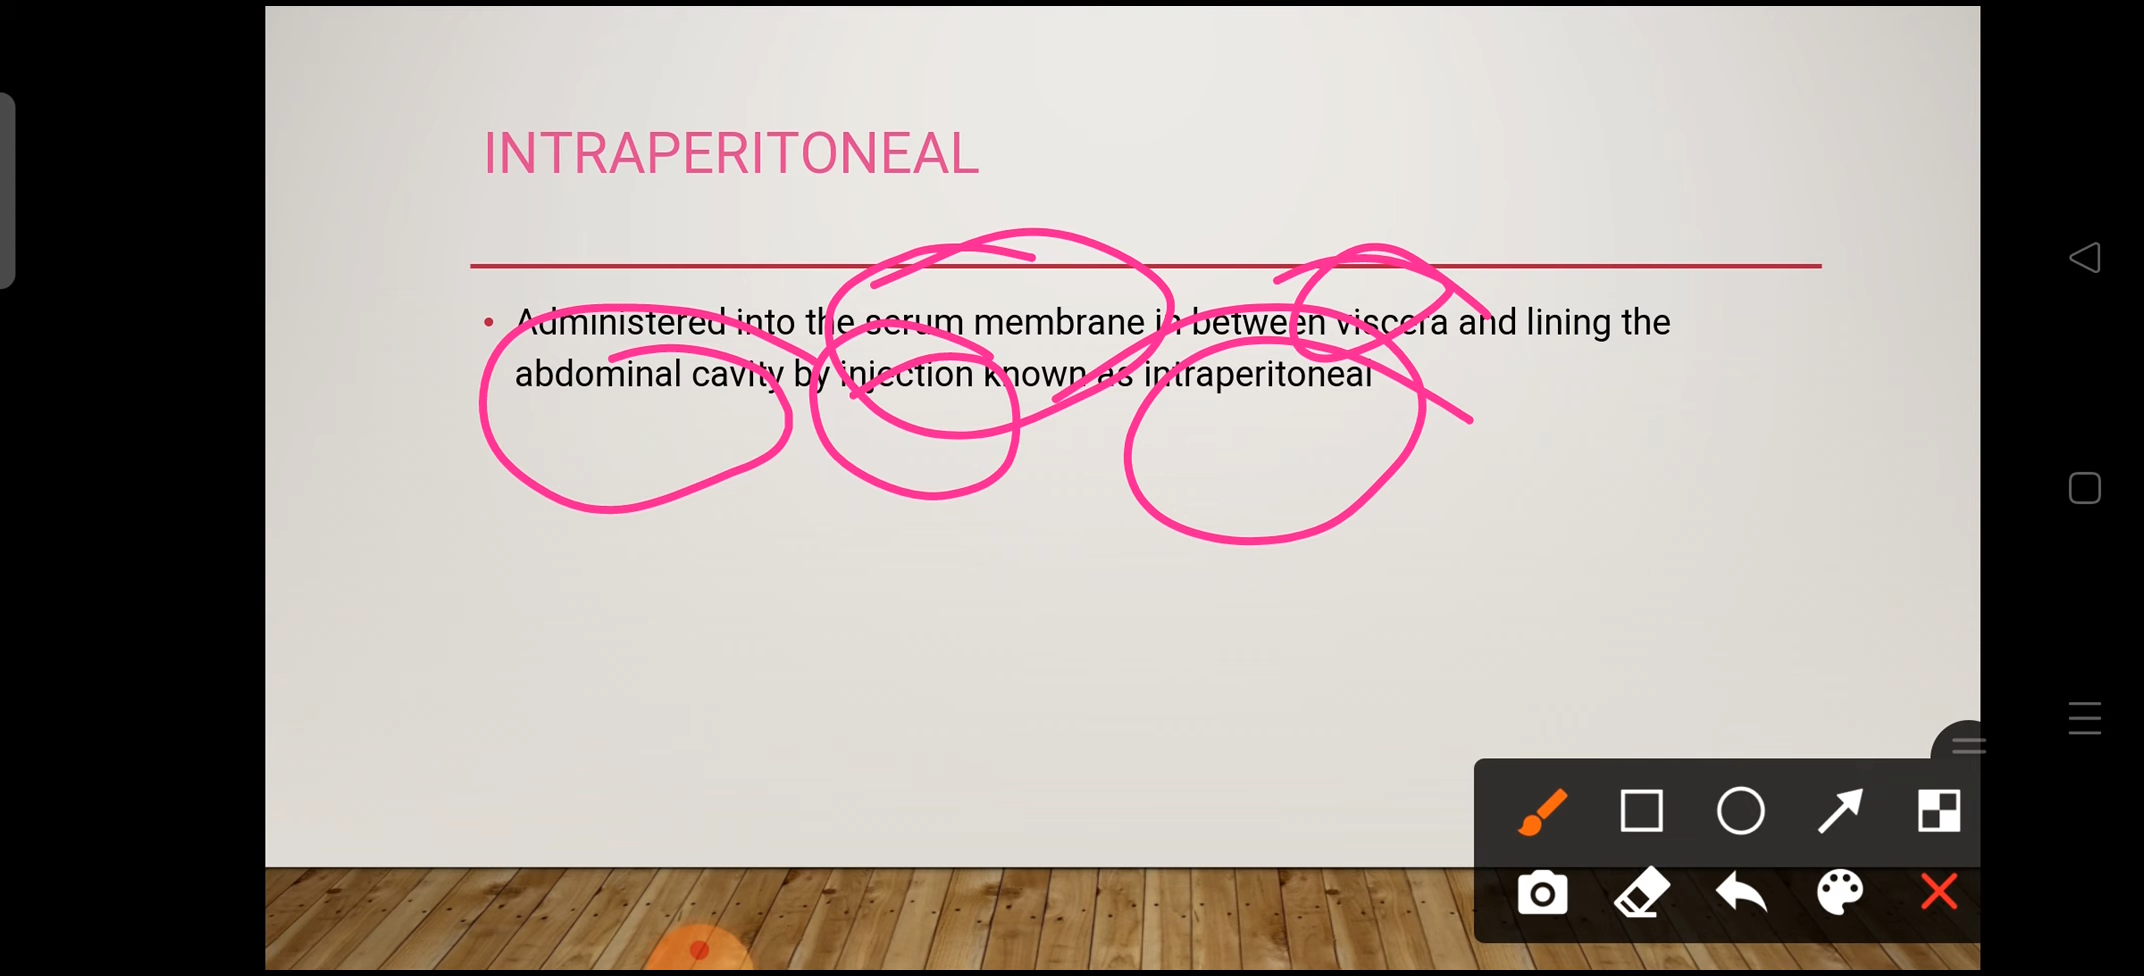 INTRAPERITONEAL
• Administered into the serum membrane in between viscera and lining the
abdominal cavity by injection known as intraperitoneal